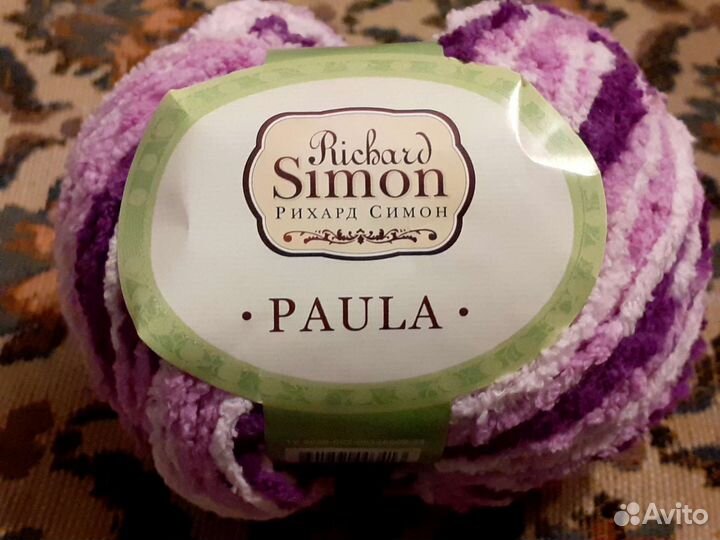 Richard
Simon
Рихард Симон
• PAULA •
Avito